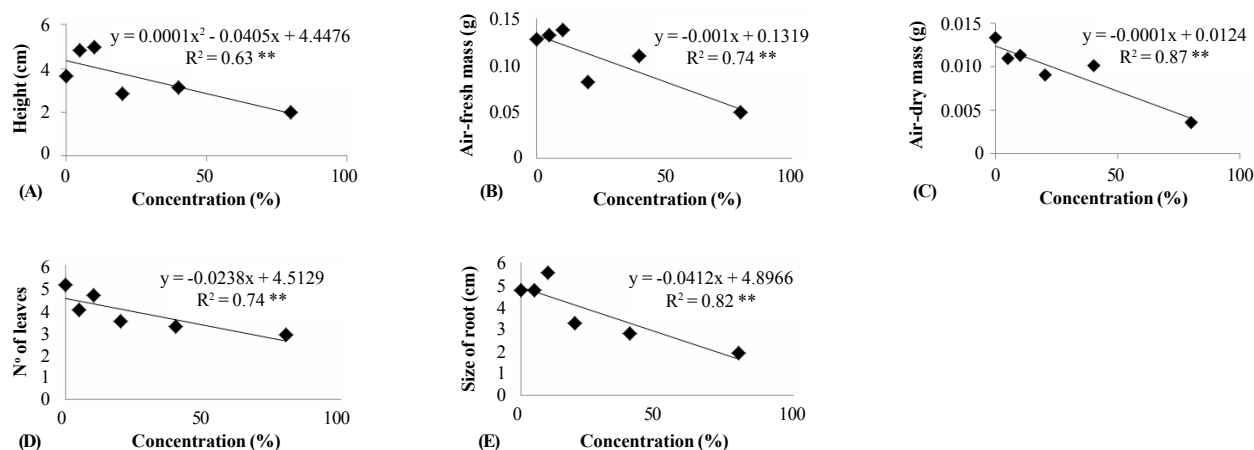 Height (cm)
6
4
2
0
y = 0.0001x² - 0.0405x + 4.4476
R² = 0.63 **
0
50
100
(A)
Concentration (%)
Air-fresh mass (g)
0.15
0.10
0.05
0
y = -0.001x + 0.1319
R² = 0.74 **
0
50
100
(B)
Concentration (%)
Air-dry mass (g)
0.015
0.010
0.005
0
y = -0.0001x + 0.0124
R² = 0.87 **
0
50
100
(C)
Concentration (%)
Nº of leaves
6
5
4
3
2
1
0
y = -0.0238x + 4.5129
R² = 0.74 **
0
50
100
(D)
Concentration (%)
Size of root (cm)
6
5
4
3
2
1
0
y = -0.0412x + 4.8966
R² = 0.82 **
0
50
100
(E)
Concentration (%)